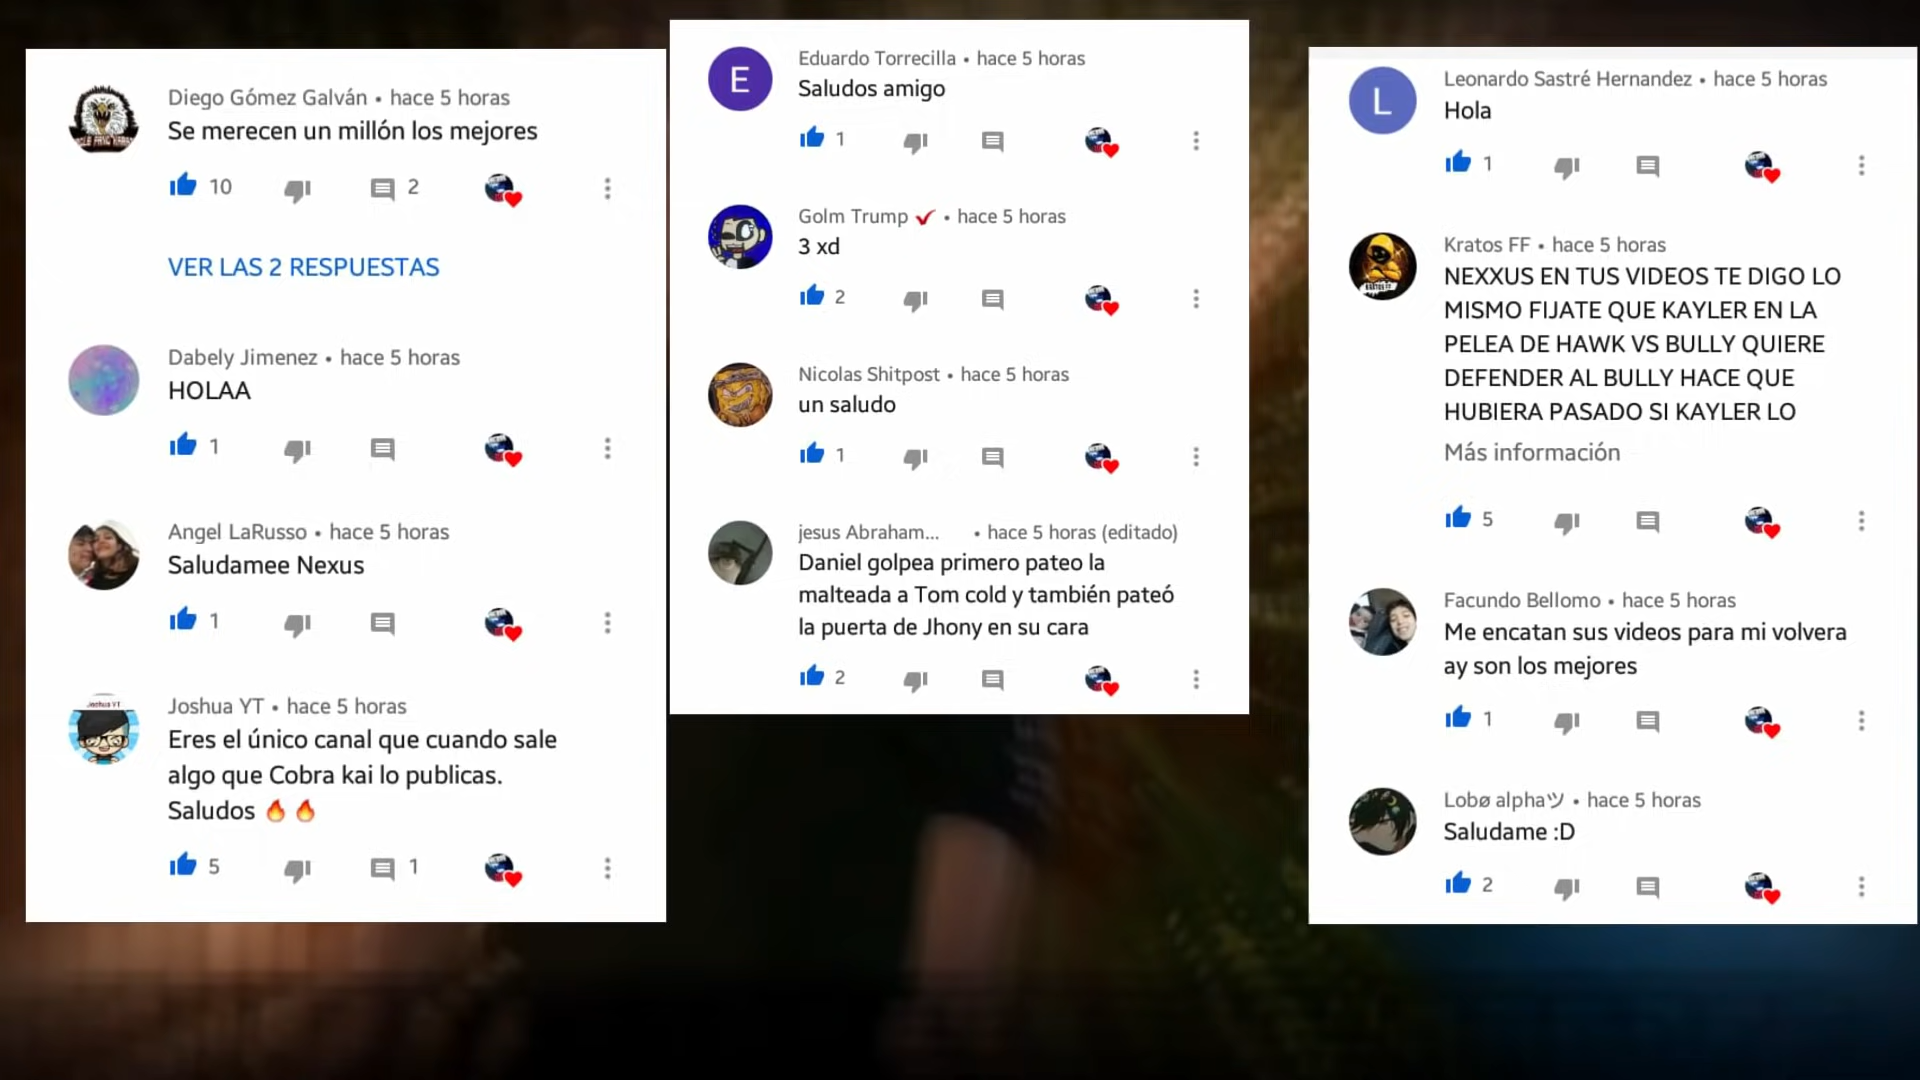 Diego Gómez Galván • hace 5 horas
Se merecen un millón los mejores
10 2
VER LAS 2 RESPUESTAS
Dabely Jimenez • hace 5 horas
HOLAA
1
Angel LaRusso • hace 5 horas
Saludamee Nexus
1
Joshua YT
Joshua YT • hace 5 horas
Eres el único canal que cuando sale
algo que Cobra kai lo publicas.
Saludos 🔥 🔥
5 1
E
Eduardo Torrecilla • hace 5 horas
Saludos amigo
1
Golm Trump ✓ • hace 5 horas
3 xd
2
Nicolas Shitpost • hace 5 horas
un saludo
1
jesus Abraham... • hace 5 horas (editado)
Daniel golpea primero pateo la
malteada a Tom cold y también pateó
la puerta de Jhony en su cara
2
L
Leonardo Sastré Hernandez • hace 5 horas
Hola
1
KRATOS FF
Kratos FF • hace 5 horas
NEXXUS EN TUS VIDEOS TE DIGO LO
MISMO FIJATE QUE KAYLER EN LA
PELEA DE HAWK VS BULLY QUIERE
DEFENDER AL BULLY HACE QUE
HUBIERA PASADO SI KAYLER LO
Más información
5
Facundo Bellomo • hace 5 horas
Me encatan sus videos para mi volvera
ay son los mejores
1
Lobø alphaツ • hace 5 horas
Saludame :D
2